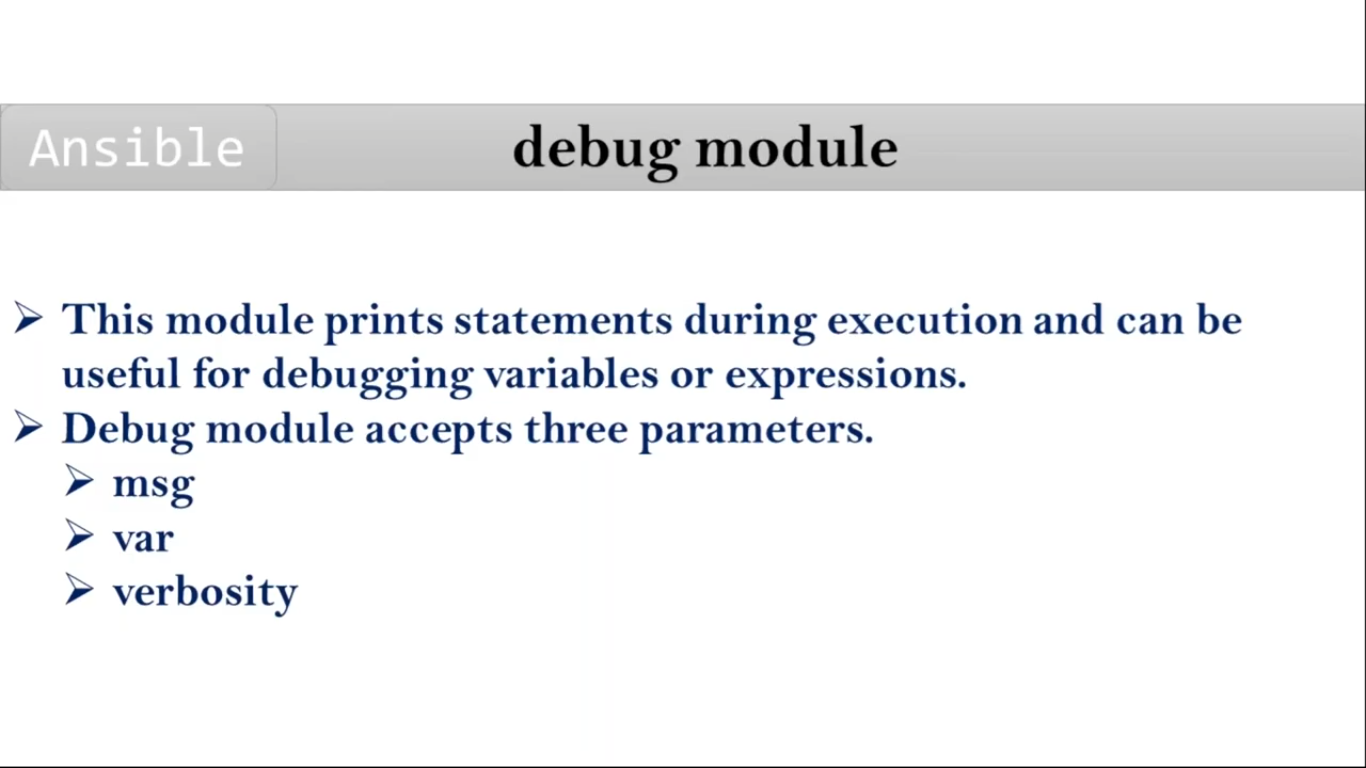 Ansible
debug module
➢ This module prints statements during execution and can be
useful for debugging variables or expressions.
➢ Debug module accepts three parameters.
➢ msg
➢ var
➢ verbosity